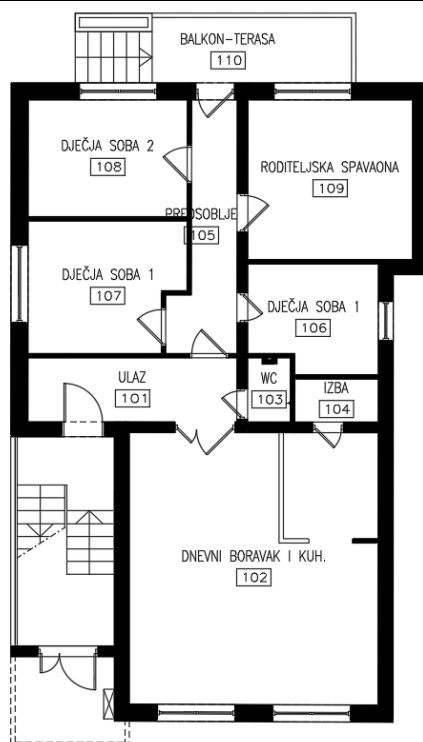 BALKON-TERASA
110
DJEČJA SOBA 2
108
RODITELJSKA SPAVAONA
109
PREDSOBLJE
105
DJEČJA SOBA 1
107
DJEČJA SOBA 1
106
ULAZ
101
WC
103
IZBA
104
DNEVNI BORAVAK I KUH.
102